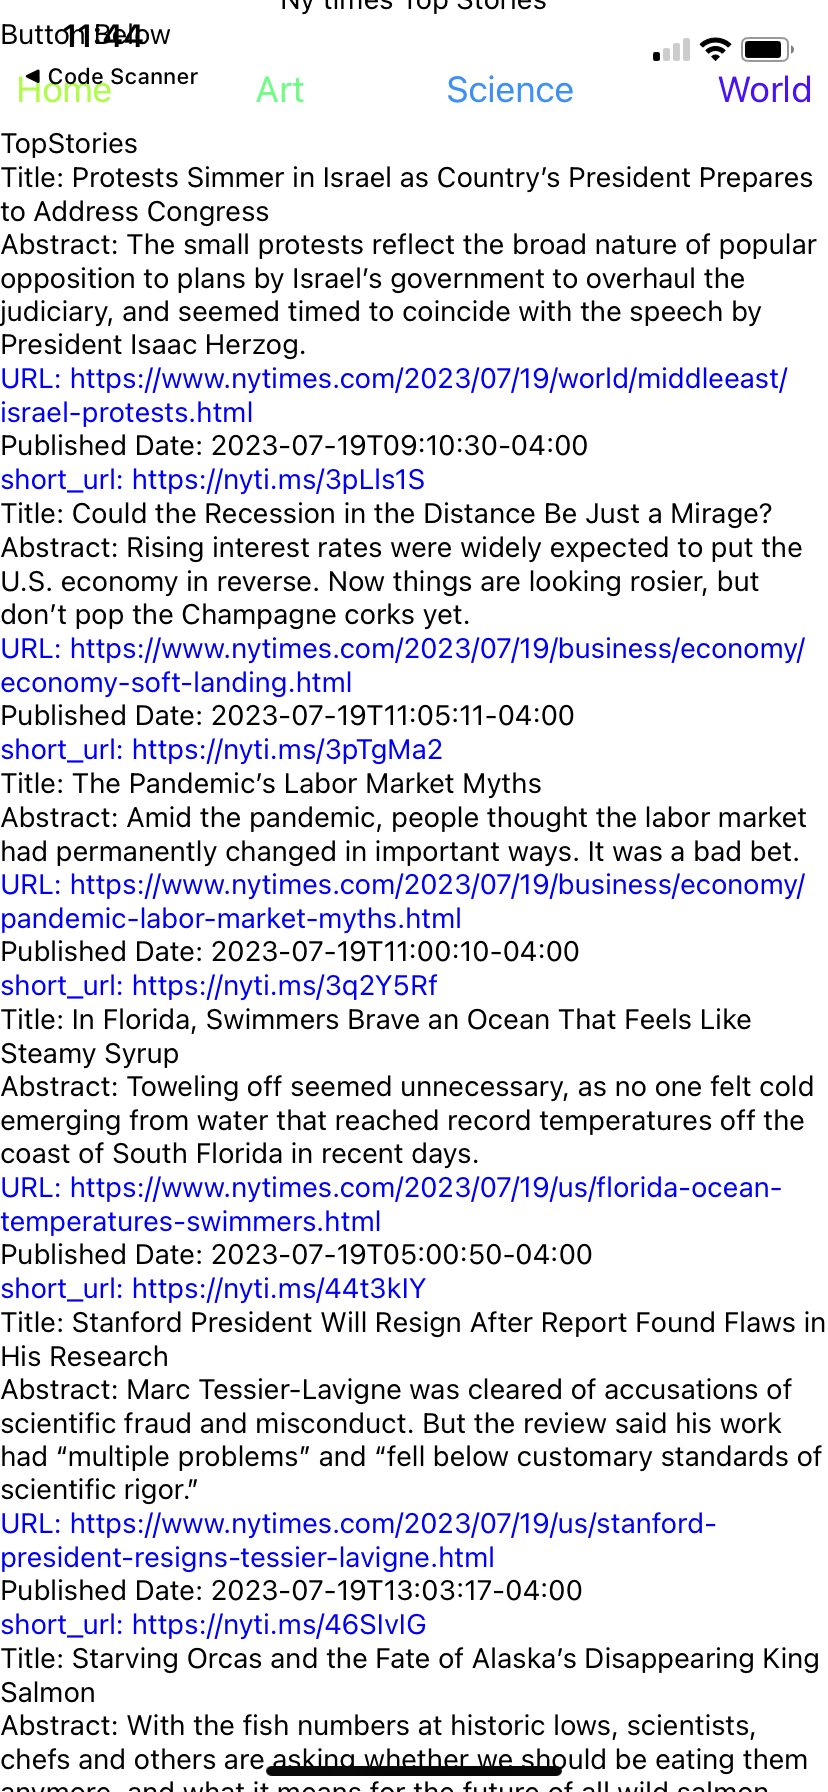 Ny times Top Stories
Button Below
11:44
◀ Code Scanner
Home Art Science World
TopStories
Title: Protests Simmer in Israel as Country’s President Prepares
to Address Congress
Abstract: The small protests reflect the broad nature of popular
opposition to plans by Israel’s government to overhaul the
judiciary, and seemed timed to coincide with the speech by
President Isaac Herzog.
URL: https://www.nytimes.com/2023/07/19/world/middleeast/
israel-protests.html
Published Date: 2023-07-19T09:10:30-04:00
short_url: https://nyti.ms/3pLls1S
Title: Could the Recession in the Distance Be Just a Mirage?
Abstract: Rising interest rates were widely expected to put the
U.S. economy in reverse. Now things are looking rosier, but
don’t pop the Champagne corks yet.
URL: https://www.nytimes.com/2023/07/19/business/economy/
economy-soft-landing.html
Published Date: 2023-07-19T11:05:11-04:00
short_url: https://nyti.ms/3pTgMa2
Title: The Pandemic’s Labor Market Myths
Abstract: Amid the pandemic, people thought the labor market
had permanently changed in important ways. It was a bad bet.
URL: https://www.nytimes.com/2023/07/19/business/economy/
pandemic-labor-market-myths.html
Published Date: 2023-07-19T11:00:10-04:00
short_url: https://nyti.ms/3q2Y5Rf
Title: In Florida, Swimmers Brave an Ocean That Feels Like
Steamy Syrup
Abstract: Toweling off seemed unnecessary, as no one felt cold
emerging from water that reached record temperatures off the
coast of South Florida in recent days.
URL: https://www.nytimes.com/2023/07/19/us/florida-ocean-
temperatures-swimmers.html
Published Date: 2023-07-19T05:00:50-04:00
short_url: https://nyti.ms/44t3kIY
Title: Stanford President Will Resign After Report Found Flaws in
His Research
Abstract: Marc Tessier-Lavigne was cleared of accusations of
scientific fraud and misconduct. But the review said his work
had “multiple problems” and “fell below customary standards of
scientific rigor.”
URL: https://www.nytimes.com/2023/07/19/us/stanford-
president-resigns-tessier-lavigne.html
Published Date: 2023-07-19T13:03:17-04:00
short_url: https://nyti.ms/46SIvIG
Title: Starving Orcas and the Fate of Alaska’s Disappearing King
Salmon
Abstract: With the fish numbers at historic lows, scientists,
chefs and others are asking whether we should be eating them
anymore, and what it means for the future of all wild salmon